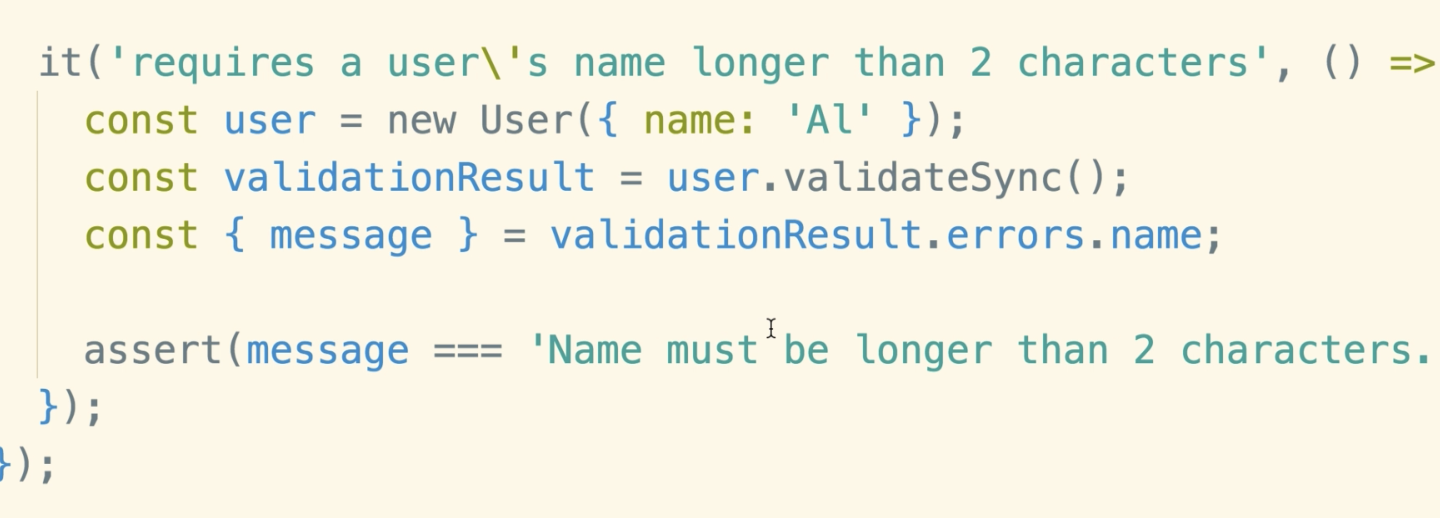 it('requires a user\'s name longer than 2 characters', () =>
const user = new User({ name: 'Al' });
const validationResult = user.validateSync();
const { message } = validationResult.errors.name;
assert(message === 'Name must be longer than 2 characters.
});
});